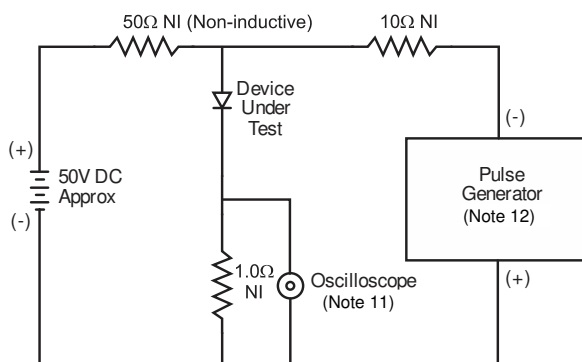 50Ω NI (Non-inductive)
10Ω NI
Device
Under
Test
(-)
(+)
50V DC
Approx
(-)
Pulse
Generator
(Note 12)
1.0Ω
NI
Oscilloscope
(Note 11)
(+)